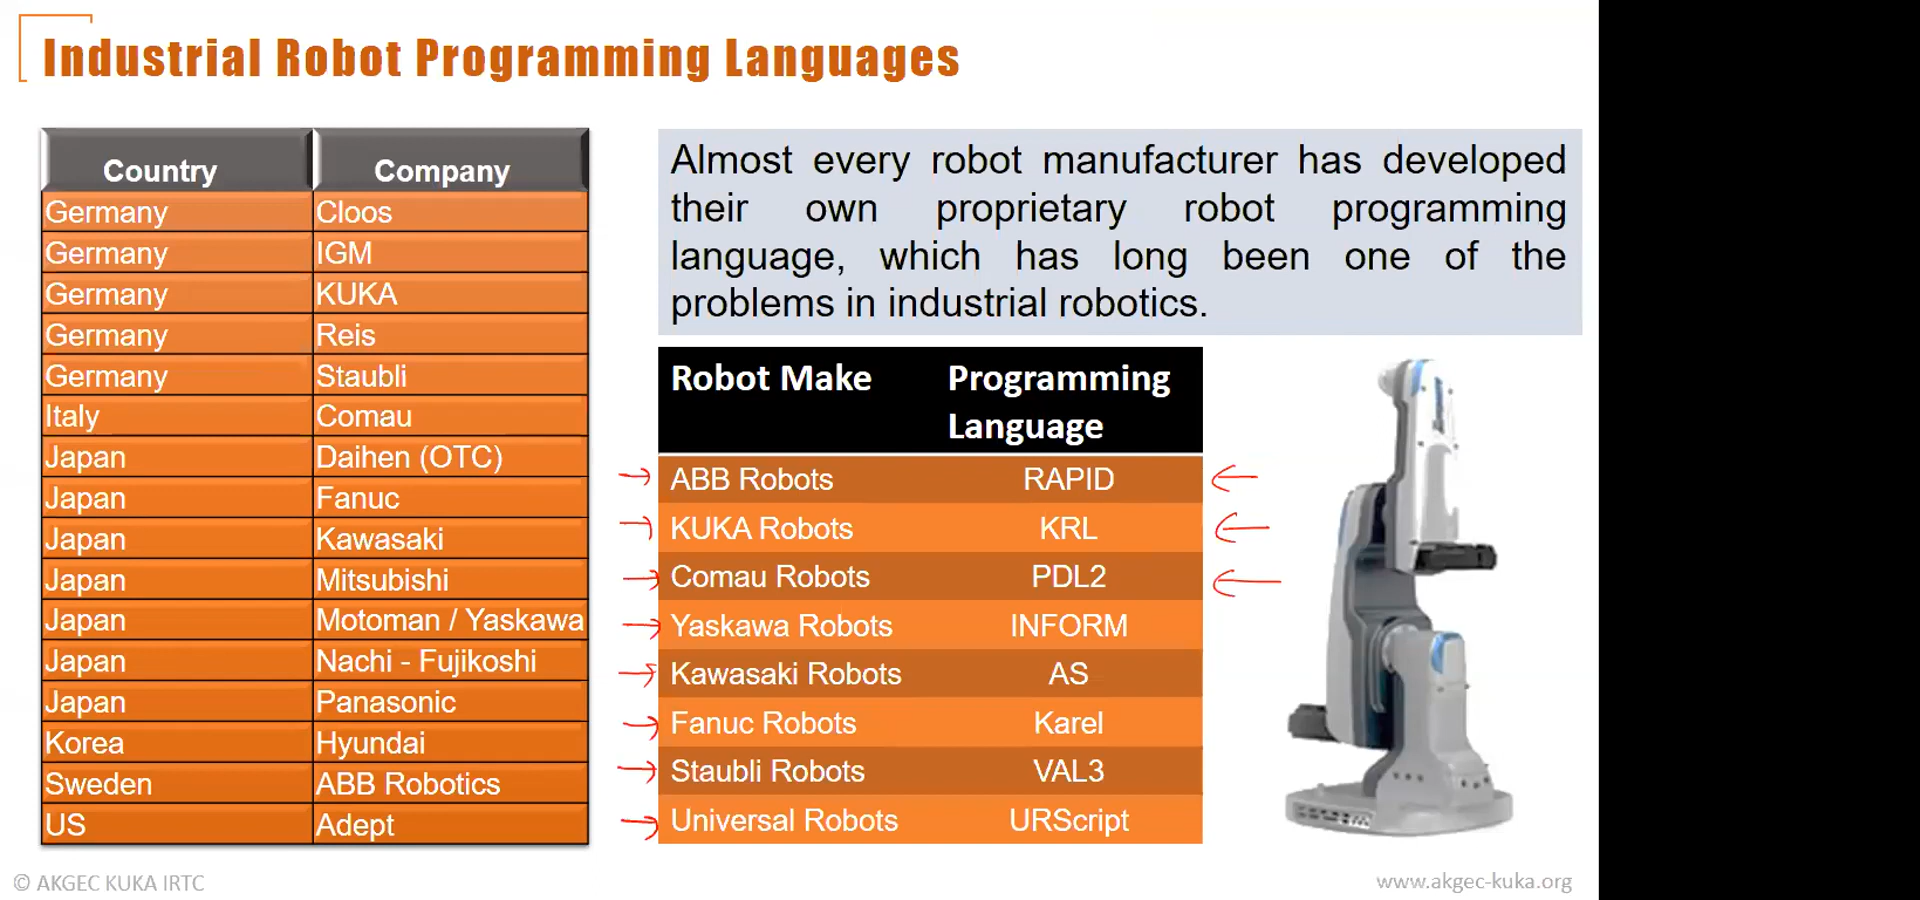 Industrial Robot Programming Languages
Country Company
Germany Cloos
Germany IGM
Germany KUKA
Germany Reis
Germany Staubli
Italy Comau
Japan Daihen (OTC)
Japan Fanuc
Japan Kawasaki
Japan Mitsubishi
Japan Motoman / Yaskawa
Japan Nachi - Fujikoshi
Japan Panasonic
Korea Hyundai
Sweden ABB Robotics
US Adept
Almost every robot manufacturer has developed
their own proprietary robot programming
language, which has long been one of the
problems in industrial robotics.
Robot Make Programming
Language
ABB Robots RAPID
KUKA Robots KRL
Comau Robots PDL2
Yaskawa Robots INFORM
Kawasaki Robots AS
Fanuc Robots Karel
Staubli Robots VAL3
Universal Robots URScript
© AKGEC KUKA IRTC
www.akgec-kuka.org